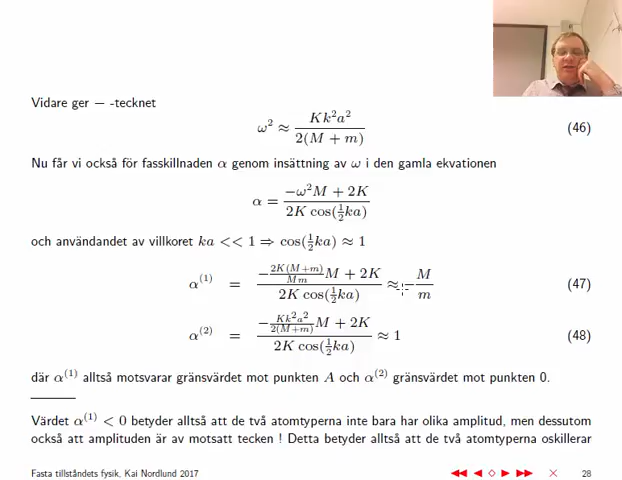 Vidare ger − -tecknet
ω² ≈ Kk²a² / 2(M + m) (46)
Nu får vi också för fasskillnaden α genom insättning av ω i den gamla ekvationen
α = (−ω²M + 2K) / (2K cos(½ka))
och användandet av villkoret ka << 1 ⇒ cos(½ka) ≈ 1
α⁽¹⁾ = (−(2K(M+m)/Mm) M + 2K) / (2K cos(½ka)) ≈ −M/m (47)
α⁽²⁾ = (−(Kk²a²/2(M+m)) M + 2K) / (2K cos(½ka)) ≈ 1 (48)
där α⁽¹⁾ alltså motsvarar gränsvärdet mot punkten A och α⁽²⁾ gränsvärdet mot punkten 0.
Värdet α⁽¹⁾ < 0 betyder alltså att de två atomtyperna inte bara har olika amplitud, men dessutom
också att amplituden är av motsatt tecken ! Detta betyder alltså att de två atomtyperna oskillerar
Fasta tillståndets fysik, Kai Nordlund 2017 28